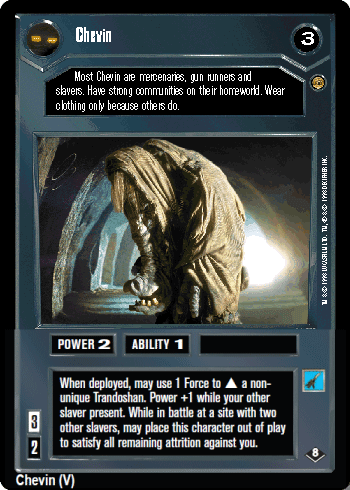 Chevin
3
Most Chevin are mercenaries, gun runners and
slavers. Have strong communities on their homeworld. Wear
clothing only because others do.
POWER 2
ABILITY 1
When deployed, may use 1 Force to ▲ a non-
unique Trandoshan. Power +1 while your other
slaver present. While in battle at a site with two
other slavers, may place this character out of play
to satisfy all remaining attrition against you.
3
2
8
Chevin (V)